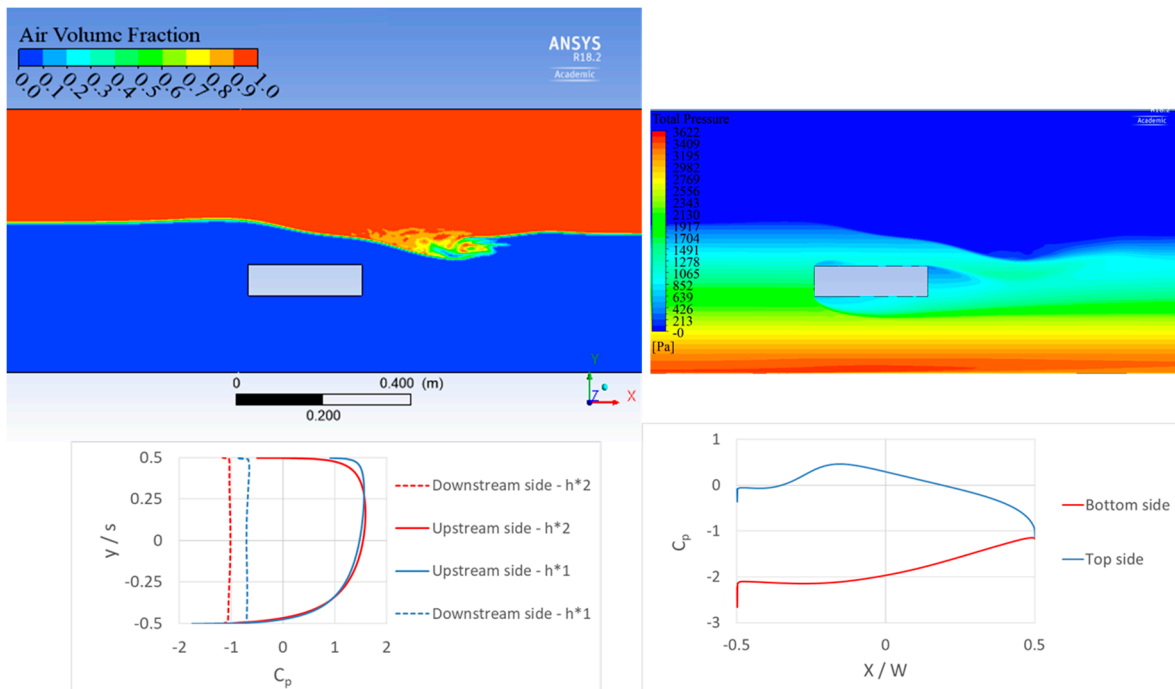 Air Volume Fraction
0.0 0.1 0.2 0.3 0.4 0.5 0.6 0.7 0.8 0.9 1.0
ANSYS
R18.2
Academic
0 0.400 (m)
0.200
Y
Z X
Academic
Total Pressure
3622
3409
3195
2982
2769
2556
2343
2130
1917
1704
1491
1278
1065
852
639
426
213
-0
[Pa]
0.5
0.25
0
-0.25
-0.5
y / s
-2 -1 0 1 2
Cp
Downstream side - h*2
Upstream side - h*2
Upstream side - h*1
Downstream side - h*1
1
0
-1
-2
-3
Cp
-0.5 0 0.5
X / W
Bottom side
Top side